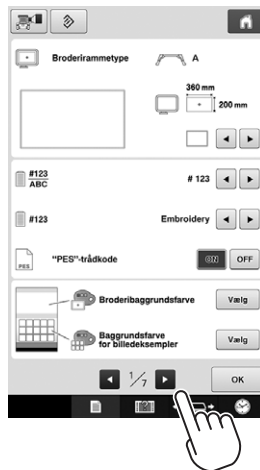 Broderirammetype
A
360 mm
200 mm
#123
ABC
# 123
#123
Embroidery
PES
"PES"-trådkode
ON
OFF
Broderibaggrundsfarve
Vælg
Baggrundsfarve
for billedeksempler
Vælg
1/7
OK